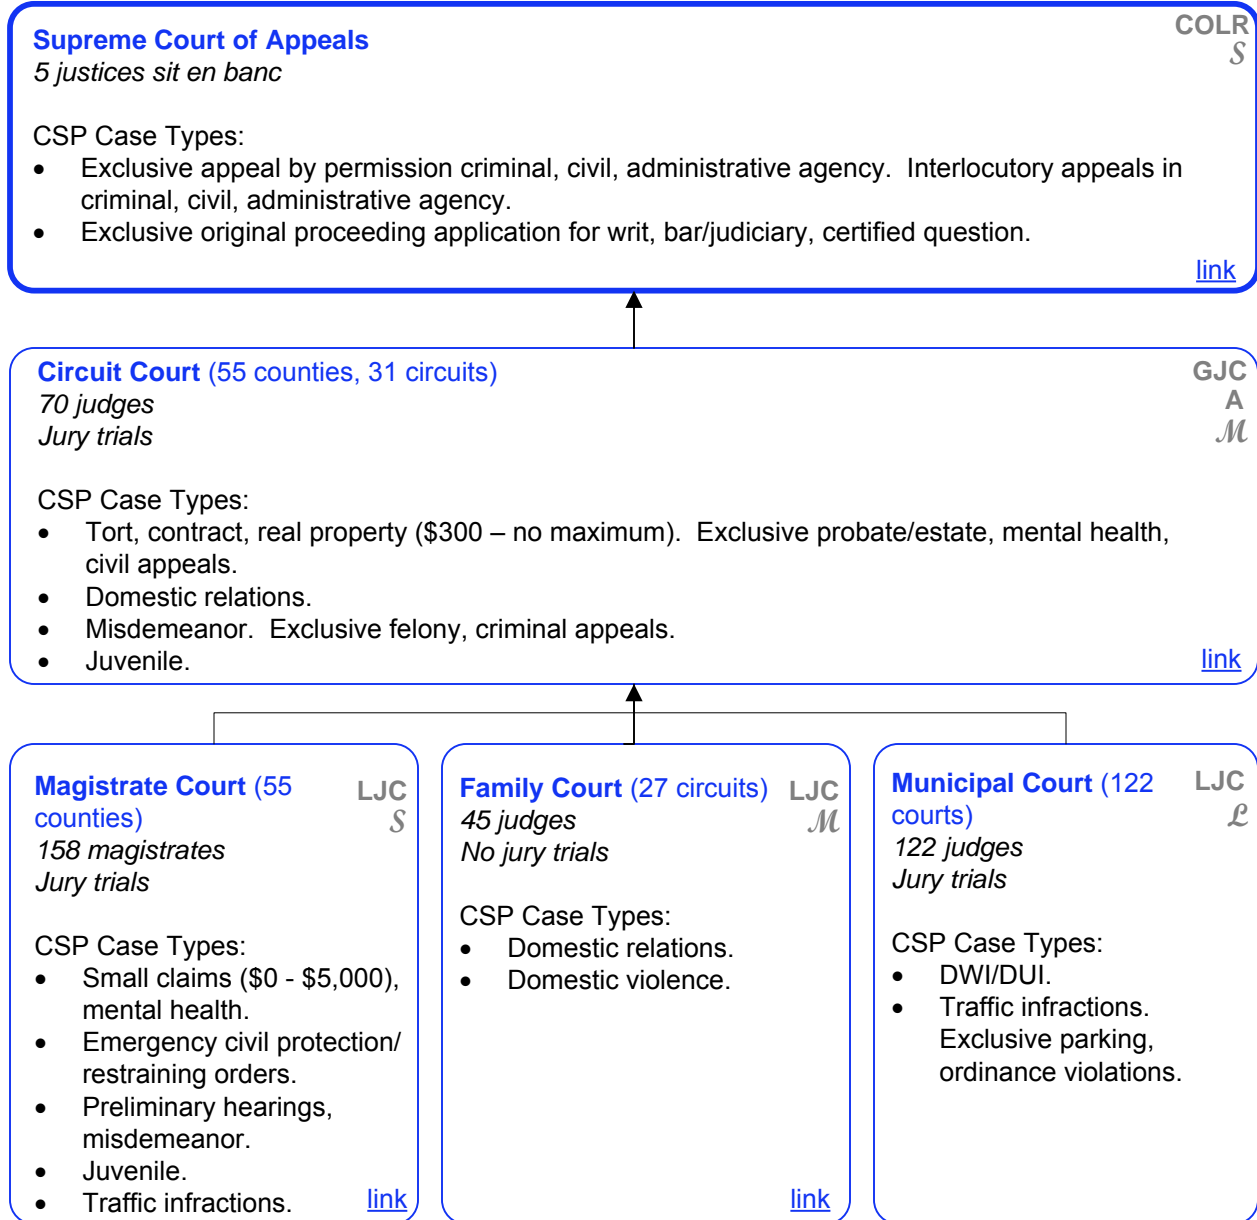 Supreme Court of Appeals
COLR
S
5 justices sit en banc
CSP Case Types:
• Exclusive appeal by permission criminal, civil, administrative agency. Interlocutory appeals in
criminal, civil, administrative agency.
• Exclusive original proceeding application for writ, bar/judiciary, certified question.
link
Circuit Court (55 counties, 31 circuits)
GJC
A
M
70 judges
Jury trials
CSP Case Types:
• Tort, contract, real property ($300 – no maximum). Exclusive probate/estate, mental health,
civil appeals.
• Domestic relations.
• Misdemeanor. Exclusive felony, criminal appeals.
• Juvenile.
link
Magistrate Court (55
counties)
LJC
S
158 magistrates
Jury trials
CSP Case Types:
• Small claims ($0 - $5,000),
mental health.
• Emergency civil protection/
restraining orders.
• Preliminary hearings,
misdemeanor.
• Juvenile.
• Traffic infractions.
link
Family Court (27 circuits)
LJC
M
45 judges
No jury trials
CSP Case Types:
• Domestic relations.
• Domestic violence.
link
Municipal Court (122
courts)
LJC
L
122 judges
Jury trials
CSP Case Types:
• DWI/DUI.
• Traffic infractions.
Exclusive parking,
ordinance violations.